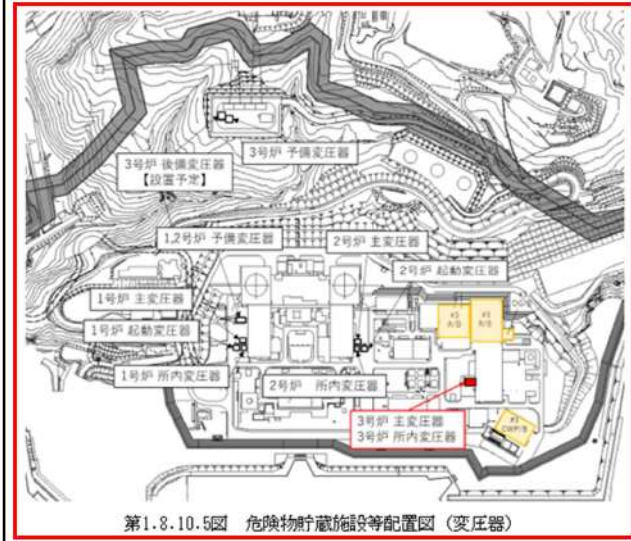 3号炉 予備変圧器
3号炉 後備変圧器
【設置予定】
1,2号炉 予備変圧器
2号炉 主変圧器
2号炉 起動変圧器
1号炉 主変圧器
1号炉 起動変圧器
1号炉 所内変圧器
2号炉 所内変圧器
3号炉 主変圧器
3号炉 所内変圧器
第1.8.10.5図 危険物貯蔵施設等配置図(変圧器)